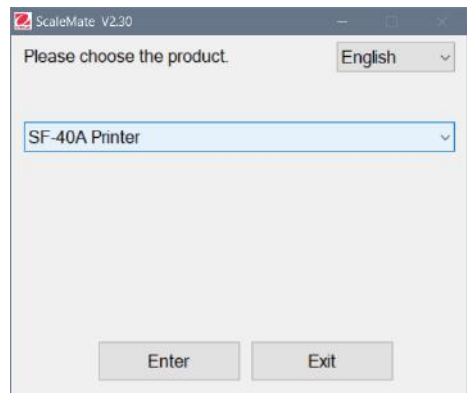 ScaleMate V2.30
Please choose the product. English
SF-40A Printer
Enter Exit